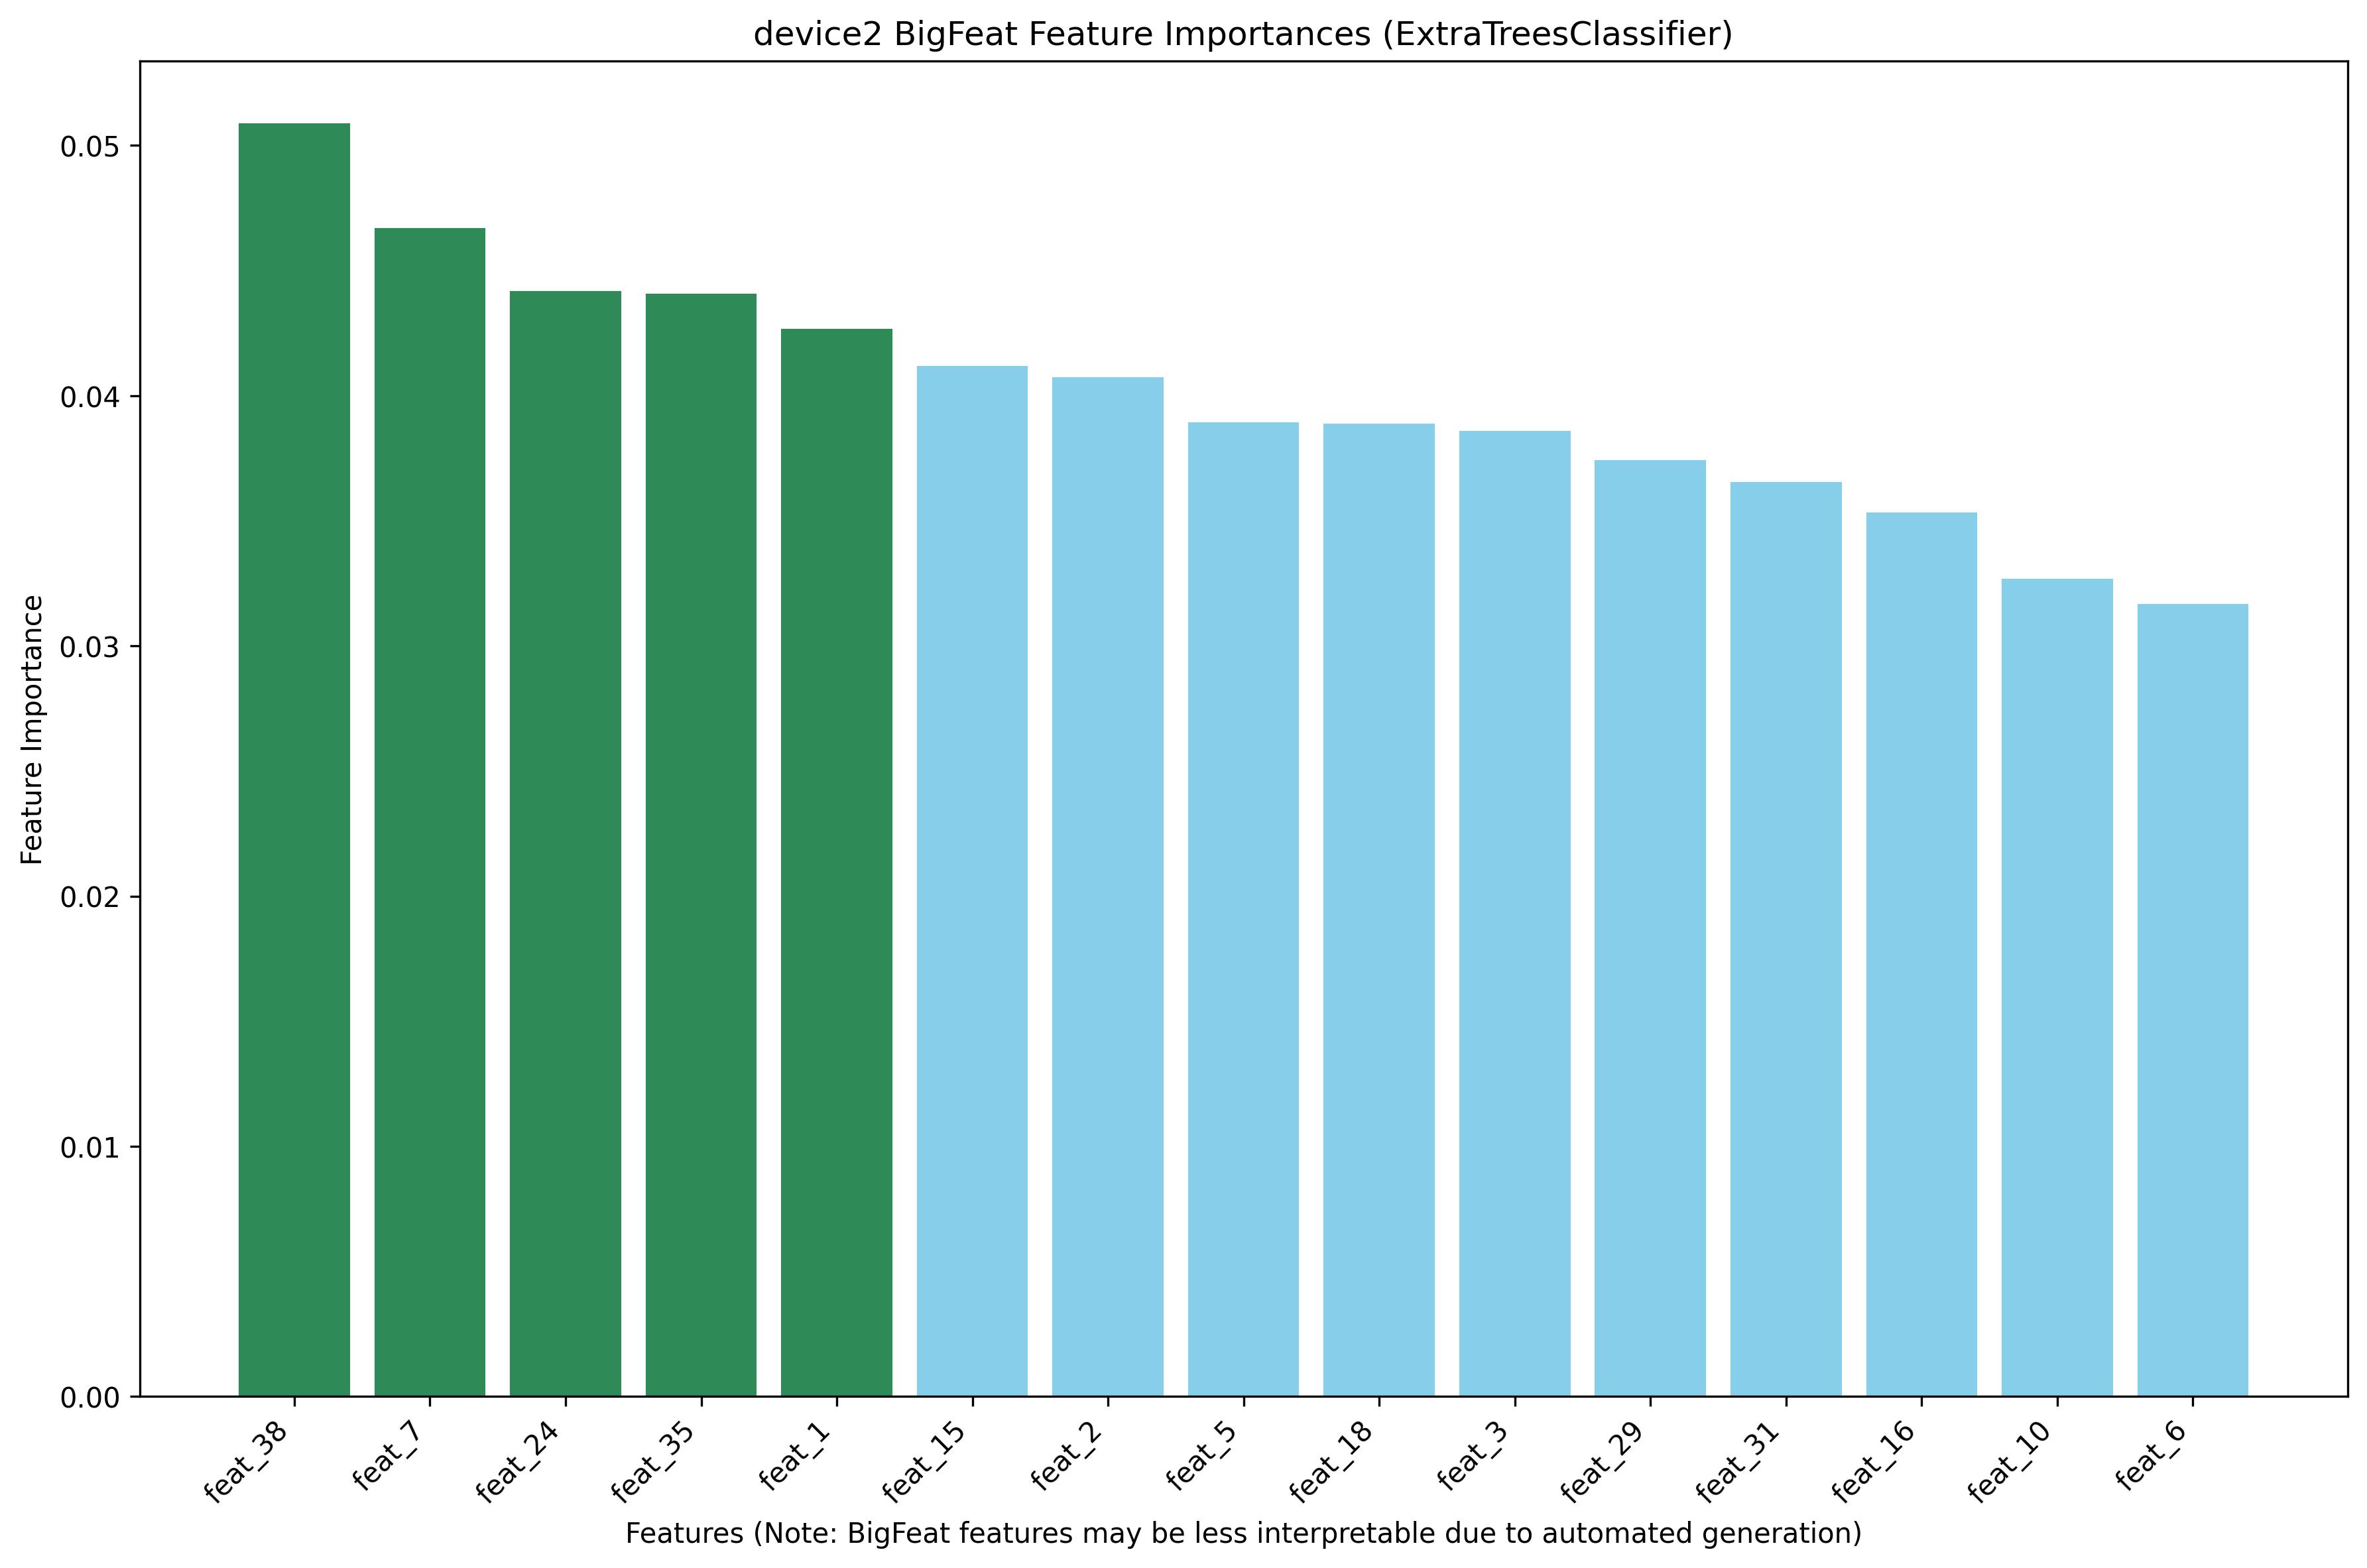 device2 BigFeat Feature Importances (ExtraTreesClassifier)
Feature Importance
0.05
0.04
0.03
0.02
0.01
0.00
feat_38
feat_7
feat_24
feat_35
feat_1
feat_15
feat_2
feat_5
feat_18
feat_3
feat_29
feat_31
feat_16
feat_10
feat_6
Features (Note: BigFeat features may be less interpretable due to automated generation)